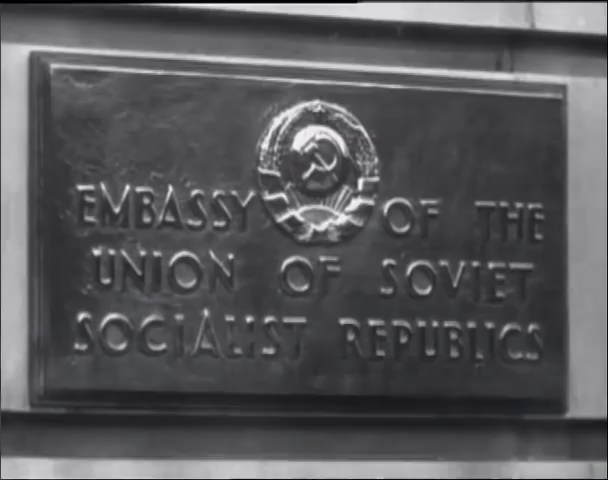 EMBASSY OF THE
UNION OF SOVIET
SOCIALIST REPUBLICS